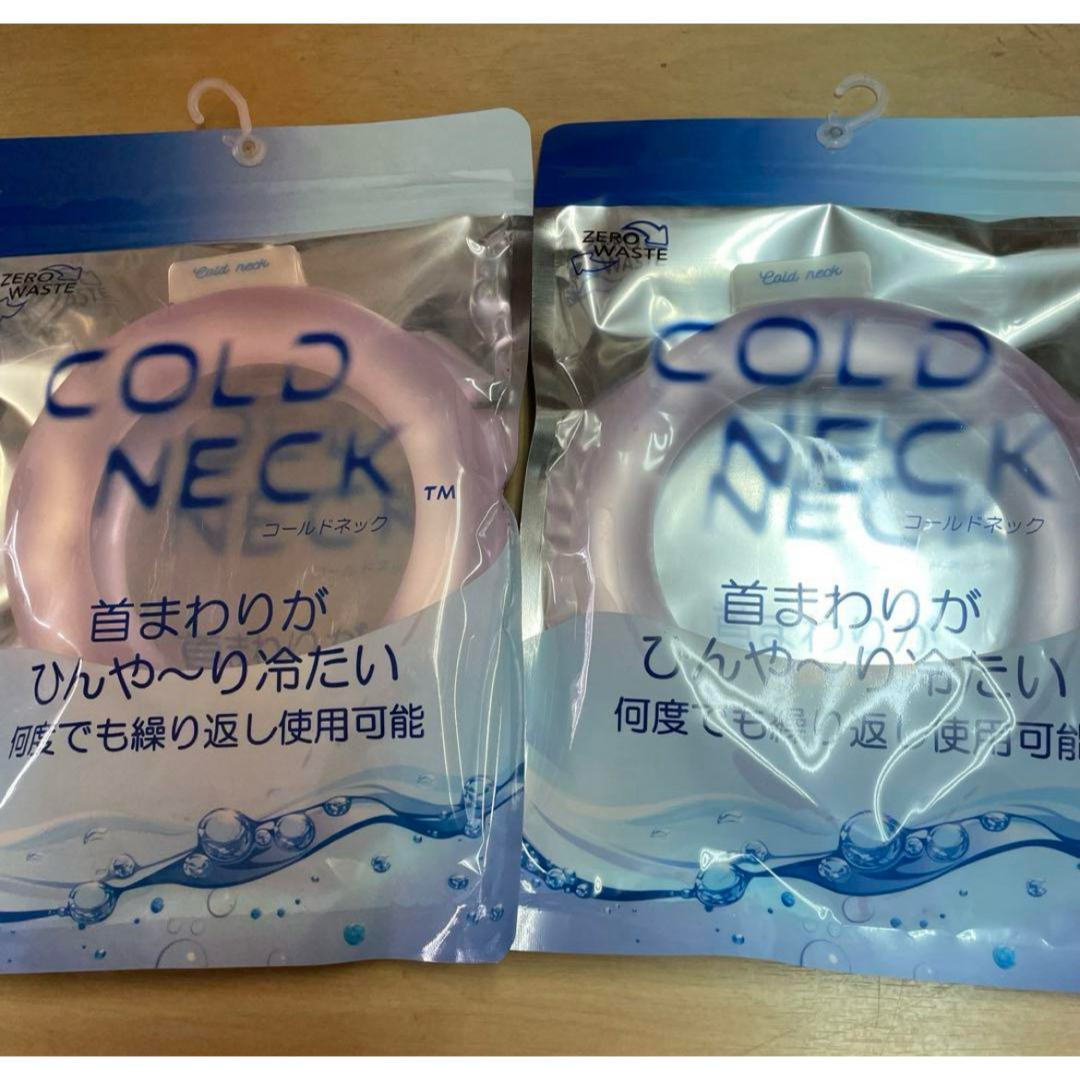 ZERO
WASTE
Cold neck
COLD
NECK
TM
コールドネック
首まわりが
ひんや〜り冷たい
何度でも繰り返し使用可能
ZERO
WASTE
Cold neck
COLD
NECK
コールドネック
首まわりが
ひんや〜り冷たい
何度でも繰り返し使用可能